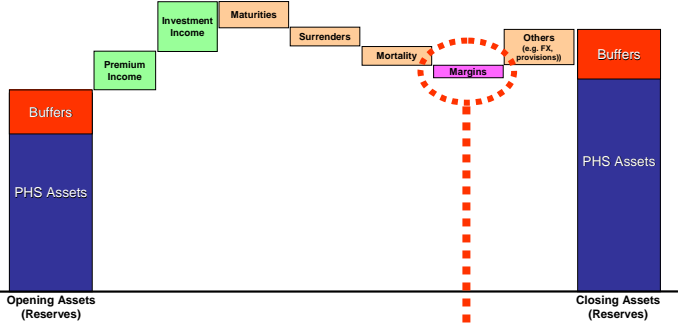 Investment
Income
Maturities
Surrenders
Premium
Income
Mortality
Margins
Others
(e.g. FX,
provisions))
Buffers
PHS Assets
Buffers
PHS Assets
Opening Assets
(Reserves)
Closing Assets
(Reserves)